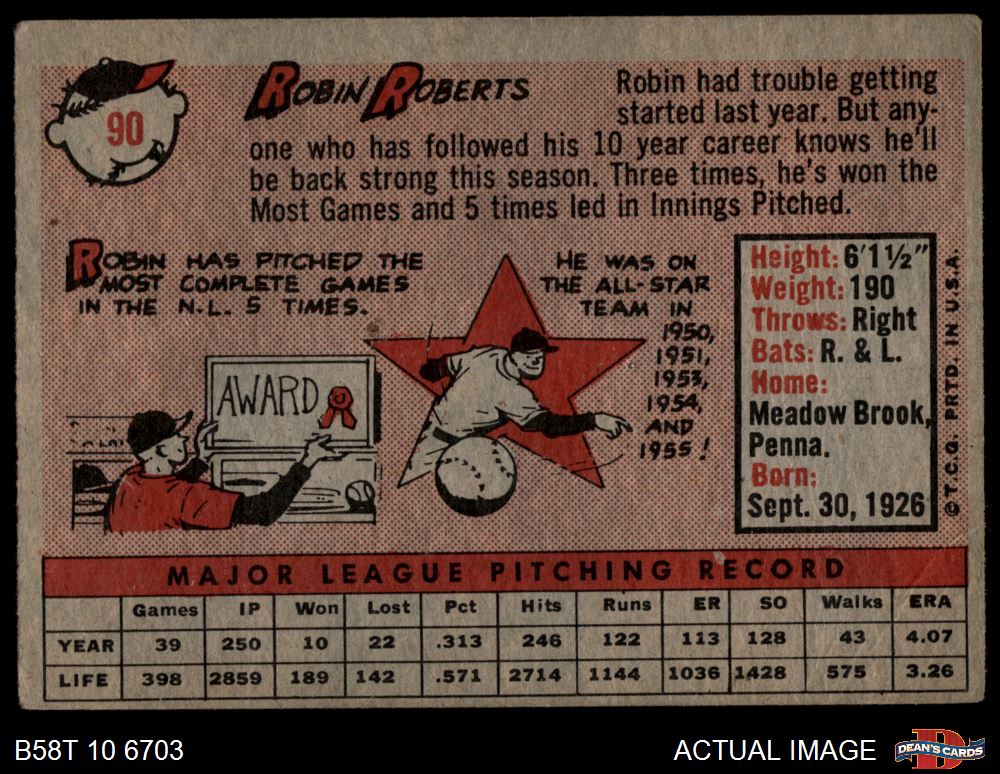 90
ROBIN ROBERTS
Robin had trouble getting
started last year. But any-
one who has followed his 10 year career knows he'll
be back strong this season. Three times, he's won the
Most Games and 5 times led in Innings Pitched.
ROBIN HAS PITCHED THE
MOST COMPLETE GAMES
IN THE N.L. 5 TIMES.
AWARD
HE WAS ON
THE ALL-STAR
TEAM IN
1950,
1951,
1953,
1954,
AND
1955!
Height: 6'1½"
Weight: 190
Throws: Right
Bats: R. & L.
Home:
Meadow Brook,
Penna.
Born:
Sept. 30, 1926
© T.C.G. PRTD. IN U.S.A.
MAJOR LEAGUE PITCHING RECORD
Games IP Won Lost Pct Hits Runs ER SO Walks ERA
YEAR 39 250 10 22 .313 246 122 113 128 43 4.07
LIFE 398 2859 189 142 .571 2714 1144 1036 1428 575 3.26
B58T 10 6703
ACTUAL IMAGE
DEAN'S CARDS